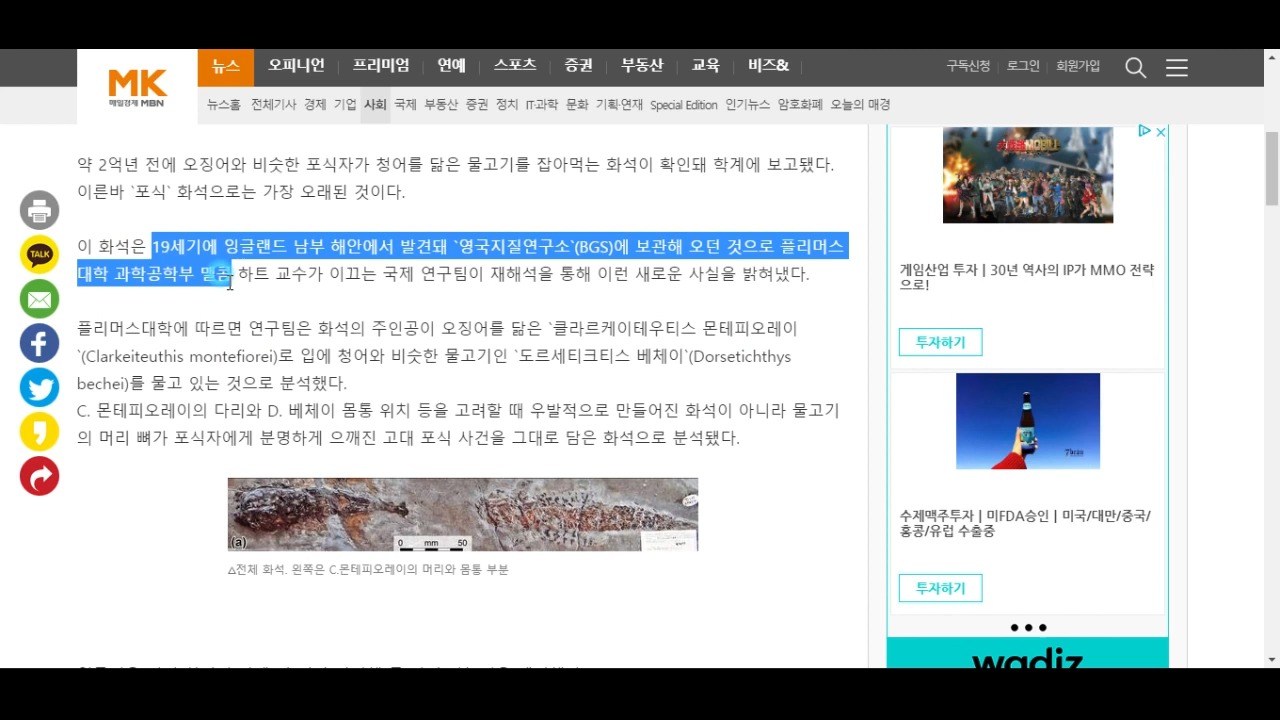 MK
매일경제 MBN
뉴스 오피니언 프리미엄 연예 스포츠 증권 부동산 교육 비즈&
구독신청 로그인 회원가입
뉴스홈 전체기사 경제 기업 사회 국제 부동산 증권 정치 IT·과학 문화 기획·연재 Special Edition 인기뉴스 암호화폐 오늘의 매경
약 2억년 전에 오징어와 비슷한 포식자가 청어를 닮은 물고기를 잡아먹는 화석이 확인돼 학계에 보고됐다.
이른바 `포식` 화석으로는 가장 오래된 것이다.
이 화석은 19세기에 잉글랜드 남부 해안에서 발견돼 `영국지질연구소`(BGS)에 보관해 오던 것으로 플리머스
대학 과학공학부 말콤 하트 교수가 이끄는 국제 연구팀이 재해석을 통해 이런 새로운 사실을 밝혀냈다.
플리머스대학에 따르면 연구팀은 화석의 주인공이 오징어를 닮은 `클라르케이테우티스 몬테피오레이
`(Clarkeiteuthis montefiorei)로 입에 청어와 비슷한 물고기인 `도르세티크티스 베체이`(Dorsetichthys
bechei)를 물고 있는 것으로 분석했다.
C. 몬테피오레이의 다리와 D. 베체이 몸통 위치 등을 고려할 때 우발적으로 만들어진 화석이 아니라 물고기
의 머리 뼈가 포식자에게 분명하게 으깨진 고대 포식 사건을 그대로 담은 화석으로 분석됐다.
(a)
0 mm 50
△전체 화석. 왼쪽은 C.몬테피오레이의 머리와 몸통 부분
TALK
게임산업 투자 | 30년 역사의 IP가 MMO 전략
으로!
투자하기
수제맥주투자 | 미FDA승인 | 미국/대만/중국/
홍콩/유럽 수출중
투자하기
wadiz